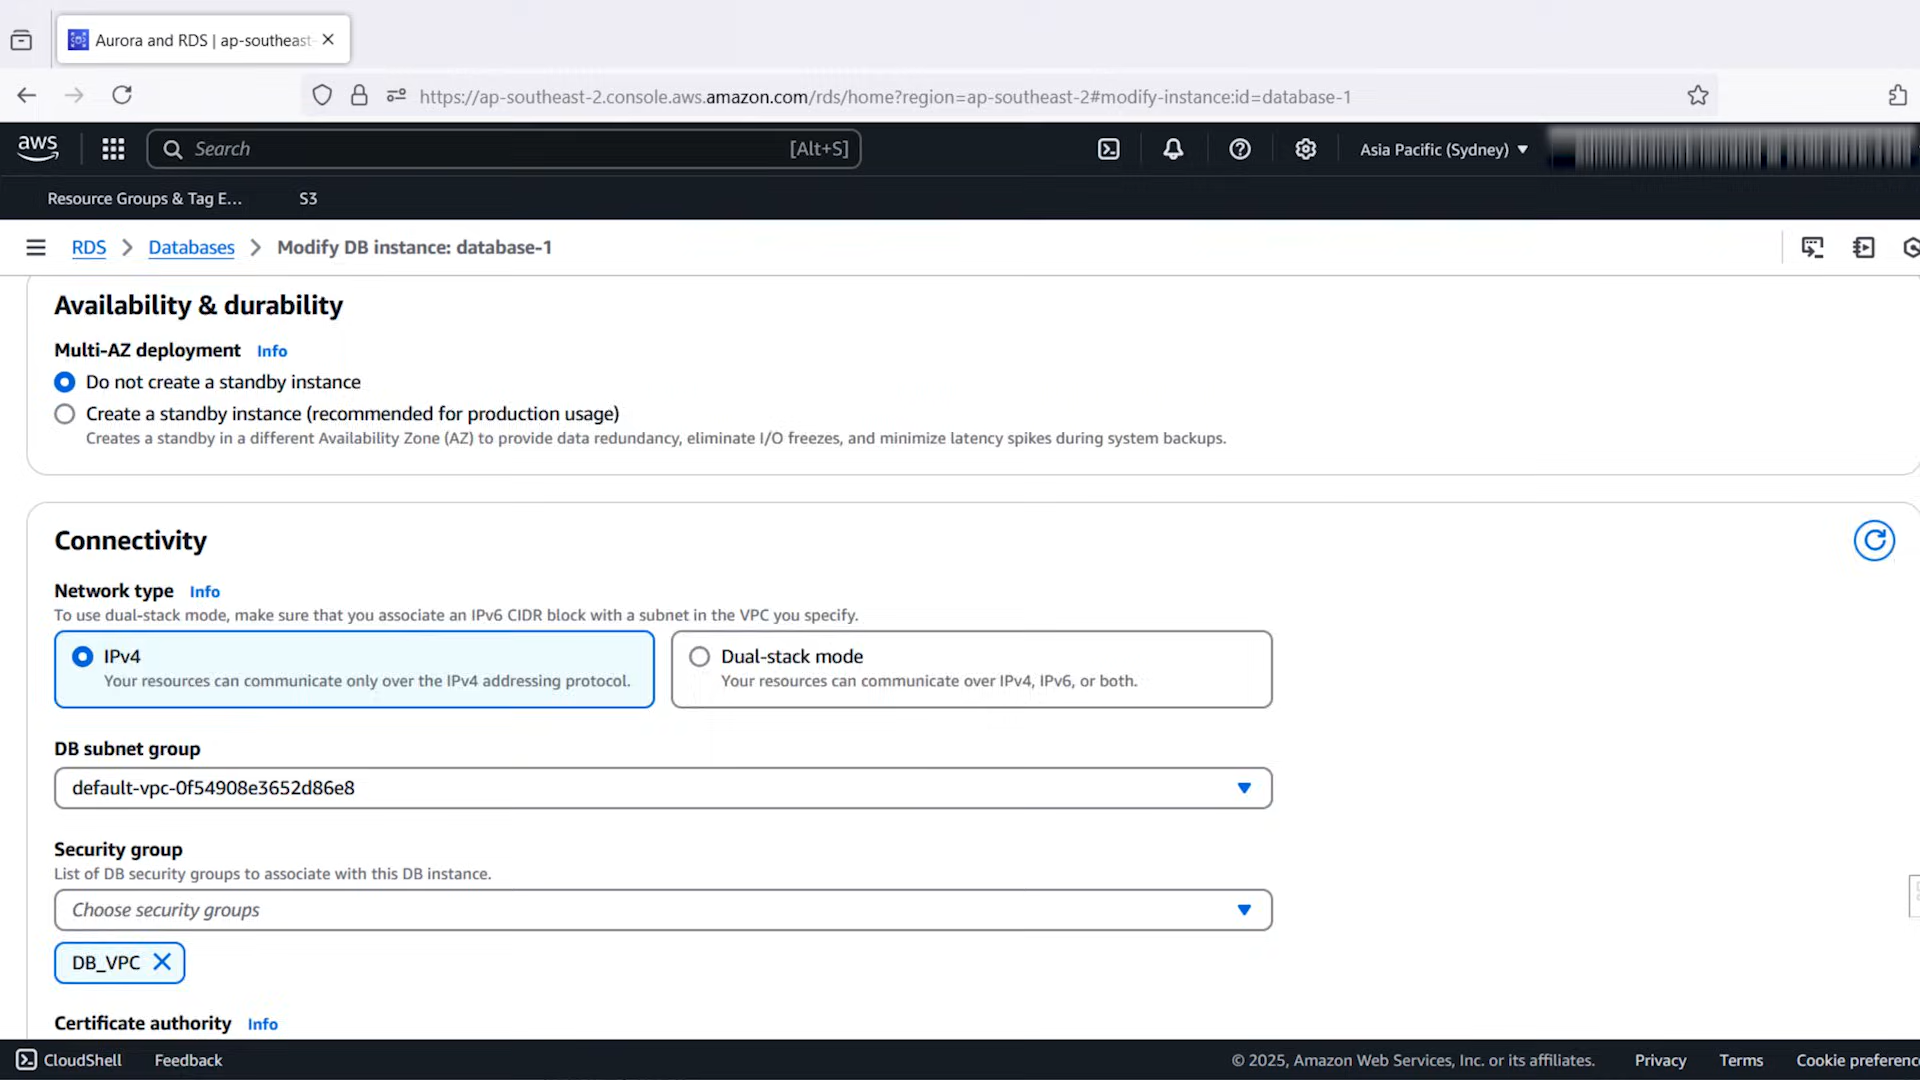 Aurora and RDS | ap-southeast-
https://ap-southeast-2.console.aws.amazon.com/rds/home?region=ap-southeast-2#modify-instance:id=database-1
aws
Search
[Alt+S]
Asia Pacific (Sydney)
Resource Groups & Tag E...
S3
RDS
Databases
Modify DB instance: database-1
Availability & durability
Multi-AZ deployment Info
Do not create a standby instance
Create a standby instance (recommended for production usage)
Creates a standby in a different Availability Zone (AZ) to provide data redundancy, eliminate I/O freezes, and minimize latency spikes during system backups.
Connectivity
Network type Info
To use dual-stack mode, make sure that you associate an IPv6 CIDR block with a subnet in the VPC you specify.
IPv4
Your resources can communicate only over the IPv4 addressing protocol.
Dual-stack mode
Your resources can communicate over IPv4, IPv6, or both.
DB subnet group
default-vpc-0f54908e3652d86e8
Security group
List of DB security groups to associate with this DB instance.
Choose security groups
DB_VPC
Certificate authority Info
CloudShell
Feedback
© 2025, Amazon Web Services, Inc. or its affiliates.
Privacy
Terms
Cookie preferenc